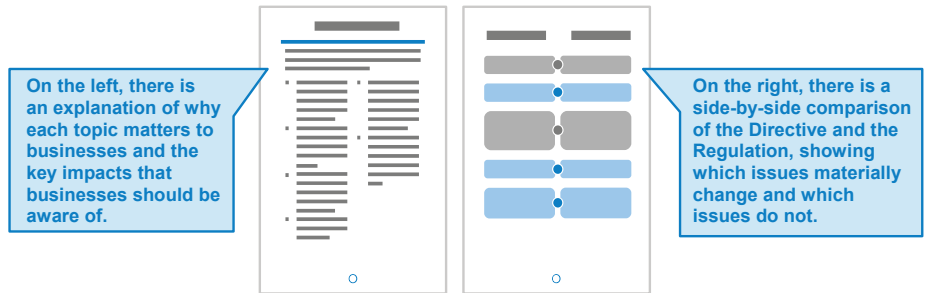 On the left, there is
an explanation of why
each topic matters to
businesses and the
key impacts that
businesses should be
aware of.
On the right, there is a
side-by-side comparison
of the Directive and the
Regulation, showing
which issues materially
change and which
issues do not.